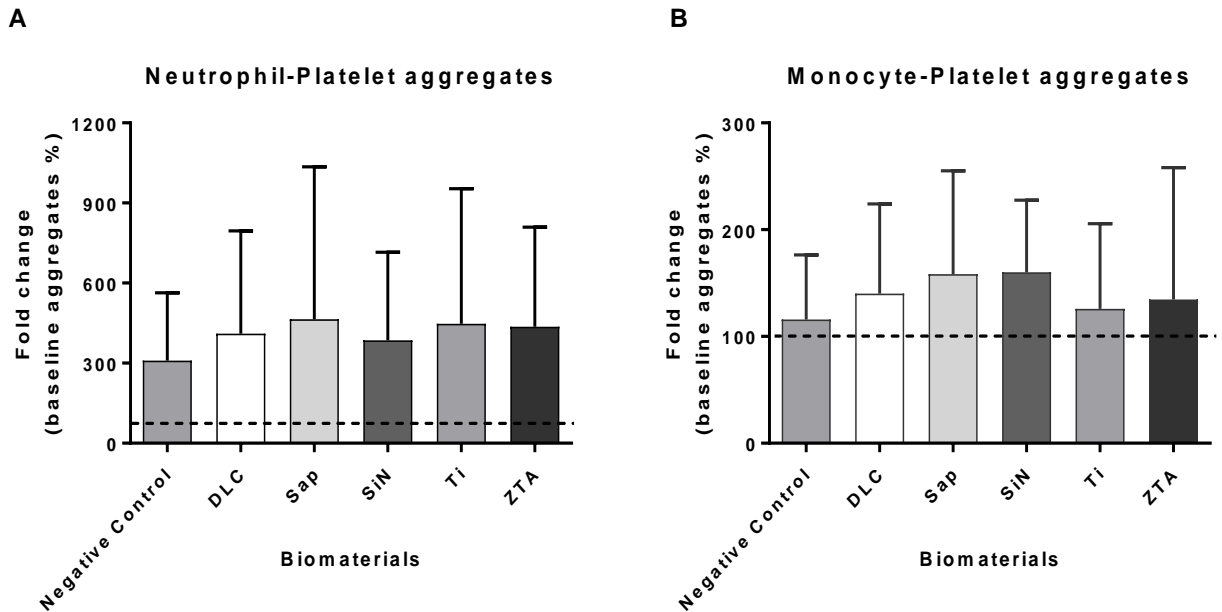 A
Neutrophil-Platelet aggregates
Fold change
(baseline aggregates %)
1200
900
600
300
0
Negative Control
DLC
Sap
SiN
Ti
ZTA
Biomaterials
B
Monocyte-Platelet aggregates
Fold change
(baseline aggregates %)
300
200
100
0
Negative Control
DLC
Sap
SiN
Ti
ZTA
Biomaterials